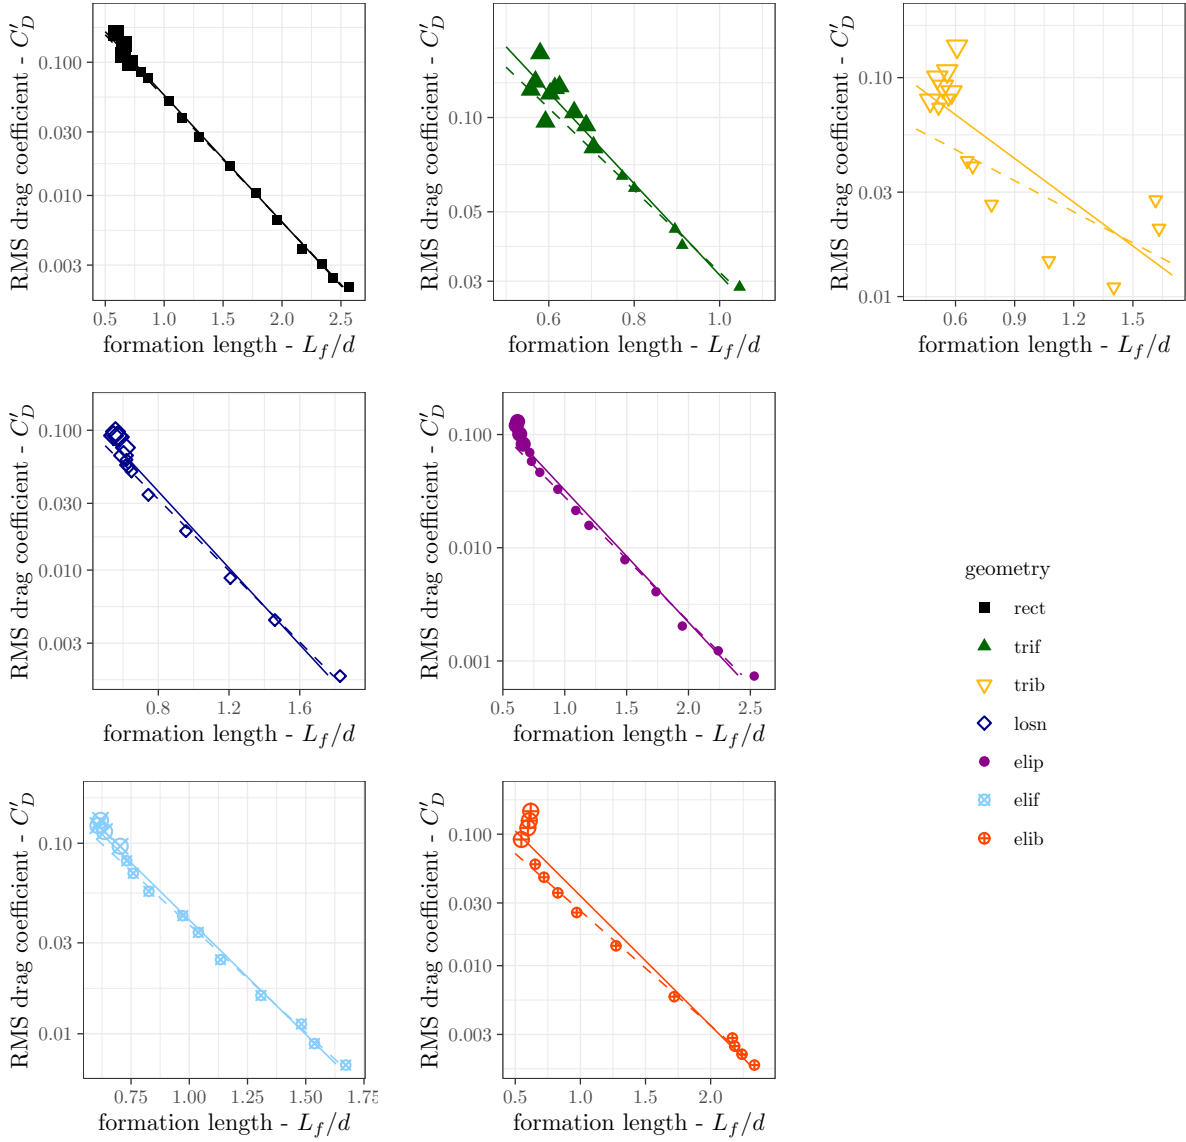 RMS drag coefficient - C′_D
0.100
0.030
0.010
0.003
0.5 1.0 1.5 2.0 2.5
formation length - L_f/d
RMS drag coefficient - C′_D
0.10
0.05
0.03
0.6 0.8 1.0
formation length - L_f/d
RMS drag coefficient - C′_D
0.10
0.03
0.01
0.6 0.9 1.2 1.5
formation length - L_f/d
RMS drag coefficient - C′_D
0.100
0.030
0.010
0.003
0.8 1.2 1.6
formation length - L_f/d
RMS drag coefficient - C′_D
0.100
0.010
0.001
0.5 1.0 1.5 2.0 2.5
formation length - L_f/d
geometry
rect
trif
trib
losn
elip
elif
elib
RMS drag coefficient - C′_D
0.10
0.03
0.01
0.75 1.00 1.25 1.50 1.75
formation length - L_f/d
RMS drag coefficient - C′_D
0.100
0.030
0.010
0.003
0.5 1.0 1.5 2.0
formation length - L_f/d